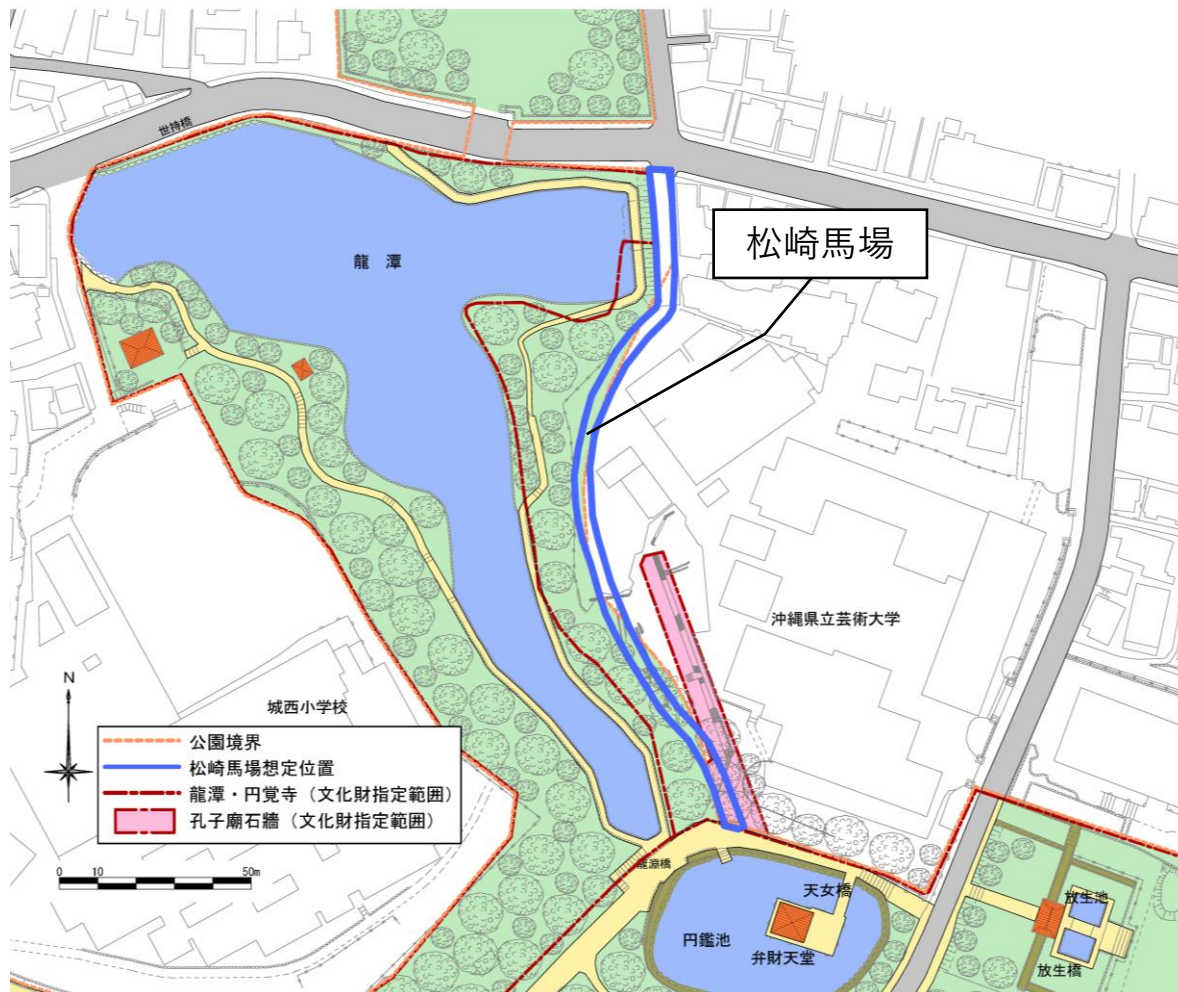 世持橋
松崎馬場
龍潭
沖縄県立芸術大学
N
城西小学校
公園境界
松崎馬場想定位置
龍潭・円覚寺（文化財指定範囲）
孔子廟石牆（文化財指定範囲）
0 10 50m
龍淵橋
天女橋
円鑑池
弁財天堂
放生池
放生橋